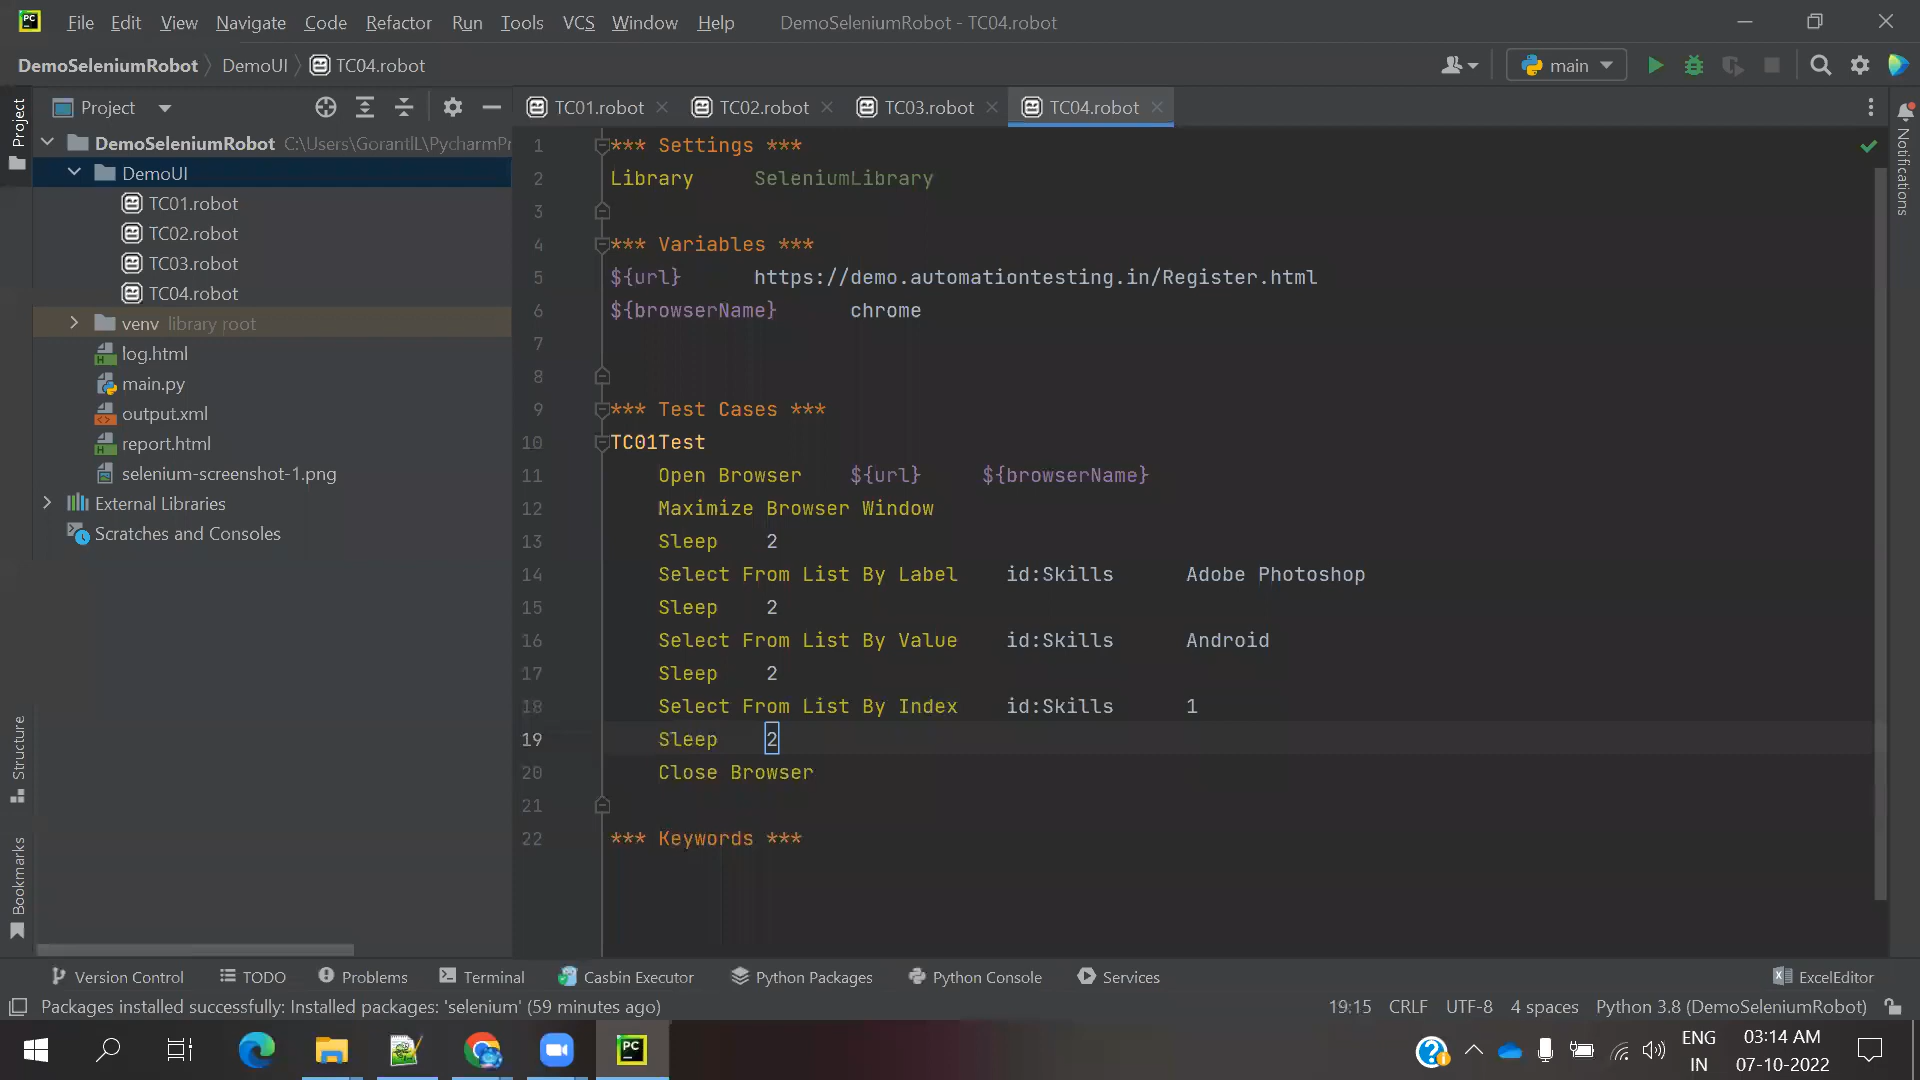 PC File Edit View Navigate Code Refactor Run Tools VCS Window Help DemoSeleniumRobot - TC04.robot
DemoSeleniumRobot DemoUI TC04.robot main
Project
Project
TC01.robot TC02.robot TC03.robot TC04.robot
Notifications
DemoSeleniumRobot C:\Users\GorantlL\PycharmPr
DemoUI
TC01.robot
TC02.robot
TC03.robot
TC04.robot
venv library root
log.html
main.py
output.xml
report.html
selenium-screenshot-1.png
External Libraries
Scratches and Consoles
Structure
Bookmarks
1 *** Settings ***
2 Library SeleniumLibrary
3
4 *** Variables ***
5 ${url} https://demo.automationtesting.in/Register.html
6 ${browserName} chrome
7
8
9 *** Test Cases ***
10 TC01Test
11 Open Browser ${url} ${browserName}
12 Maximize Browser Window
13 Sleep 2
14 Select From List By Label id:Skills Adobe Photoshop
15 Sleep 2
16 Select From List By Value id:Skills Android
17 Sleep 2
18 Select From List By Index id:Skills 1
19 Sleep 2
20 Close Browser
21
22 *** Keywords ***
Version Control TODO Problems Terminal Casbin Executor Python Packages Python Console Services ExcelEditor
Packages installed successfully: Installed packages: 'selenium' (59 minutes ago) 19:15 CRLF UTF-8 4 spaces Python 3.8 (DemoSeleniumRobot)
PC
ENG 03:14 AM
IN 07-10-2022